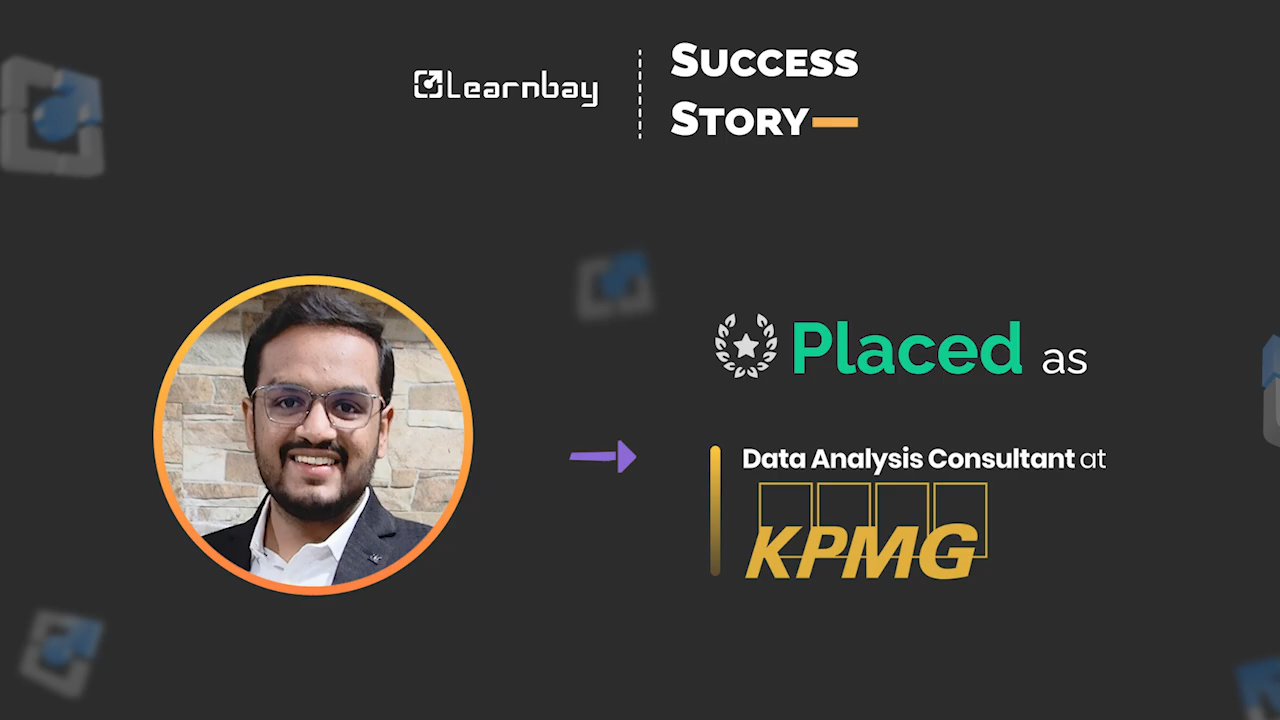 Learnbay
Success
Story
Placed as
Data Analysis Consultant at
KPMG